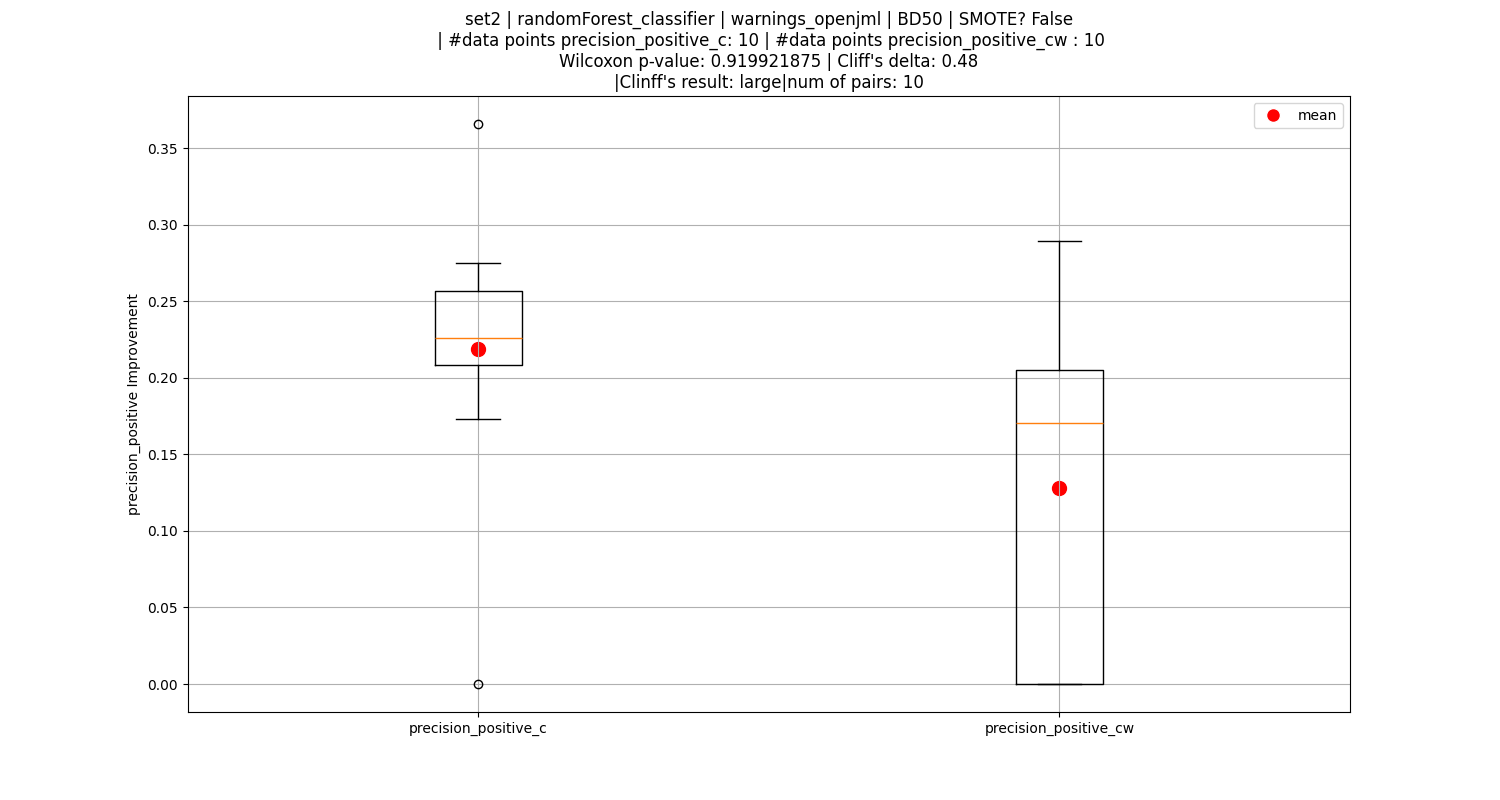 set2 | randomForest_classifier | warnings_openjml | BD50 | SMOTE? False
| #data points precision_positive_c: 10 | #data points precision_positive_cw : 10
Wilcoxon p-value: 0.919921875 | Cliff's delta: 0.48
|Clinff's result: large|num of pairs: 10
mean
0.35
0.30
0.25
0.20
0.15
0.10
0.05
0.00
precision_positive Improvement
precision_positive_c
precision_positive_cw